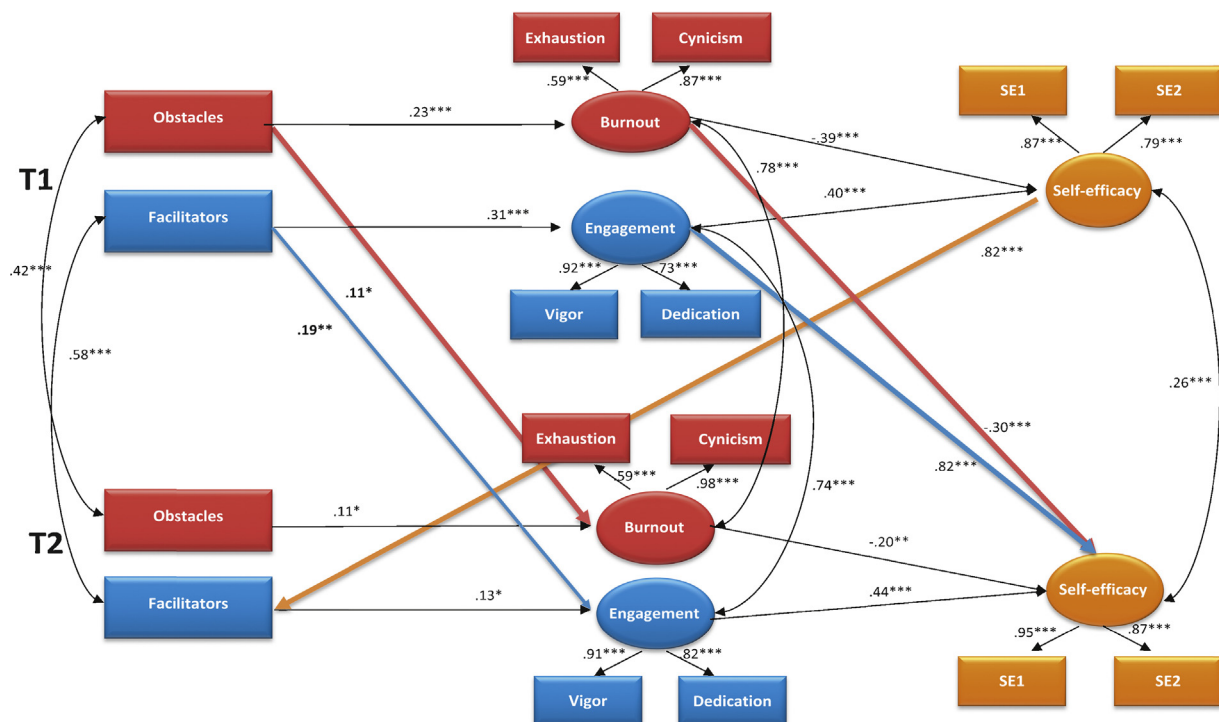 Exhaustion
Cynicism
.59***
.87***
SE1
SE2
Obstacles
.23***
Burnout
-.39***
.87***
.79***
T1
.78***
Facilitators
.31***
Engagement
.40***
Self-efficacy
.42***
.92***
.73***
.82***
.11*
Vigor
Dedication
.19**
.58***
.26***
Exhaustion
Cynicism
-.30***
.59***
.98***
.82***
.74***
Obstacles
.11*
Burnout
T2
-.20**
Facilitators
.13*
Engagement
.44***
Self-efficacy
.91***
.82***
.95***
.87***
Vigor
Dedication
SE1
SE2